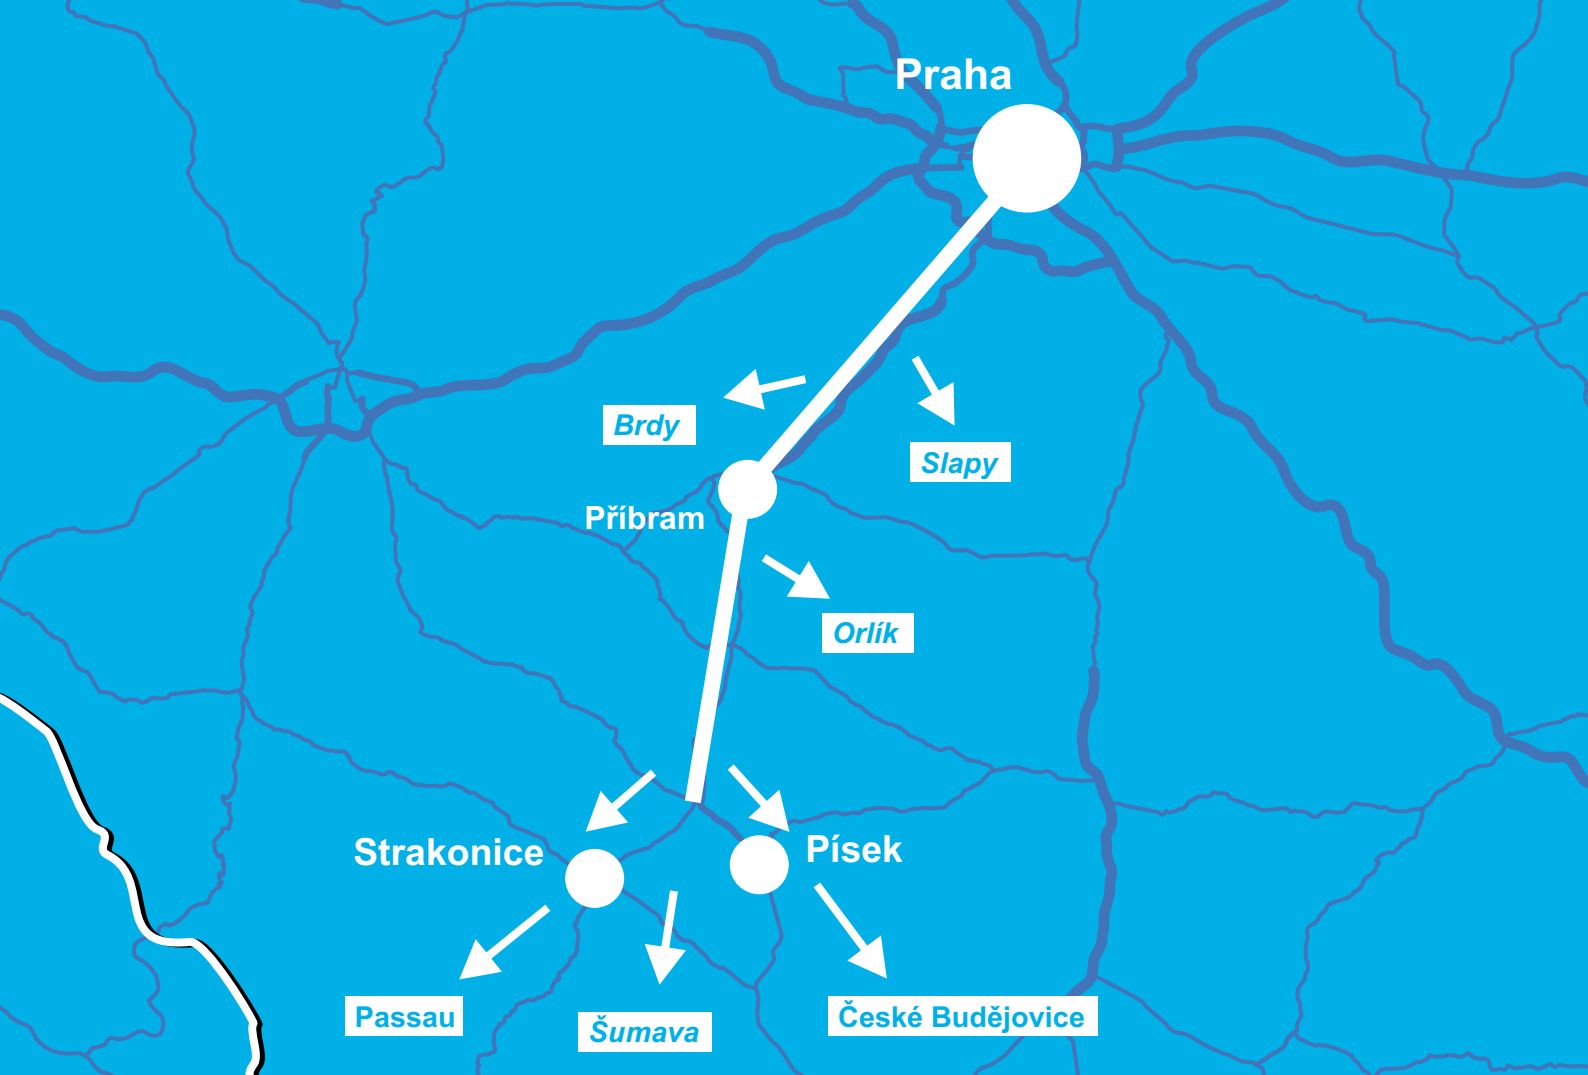 Praha
Brdy
Slapy
Příbram
Orlík
Strakonice
Písek
Passau
Šumava
České Budějovice